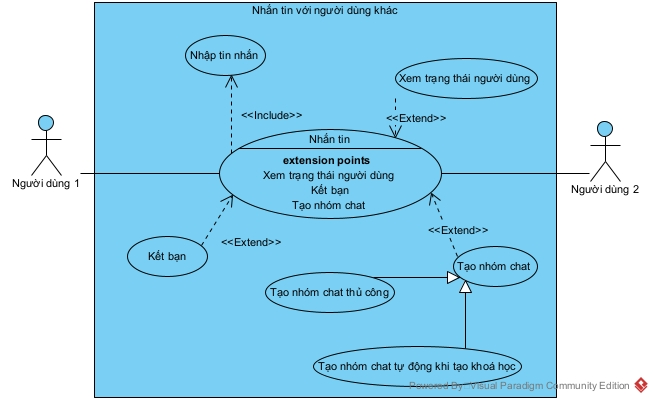 Nhắn tin với người dùng khác
Nhập tin nhắn
Xem trạng thái người dùng
<<Include>>
<<Extend>>
Nhắn tin
extension points
Xem trạng thái người dùng
Kết bạn
Tạo nhóm chat
Người dùng 1
Người dùng 2
<<Extend>>
<<Extend>>
Kết bạn
Tạo nhóm chat
Tạo nhóm chat thủ công
Tạo nhóm chat tự động khi tạo khoá học
Powered By: Visual Paradigm Community Edition